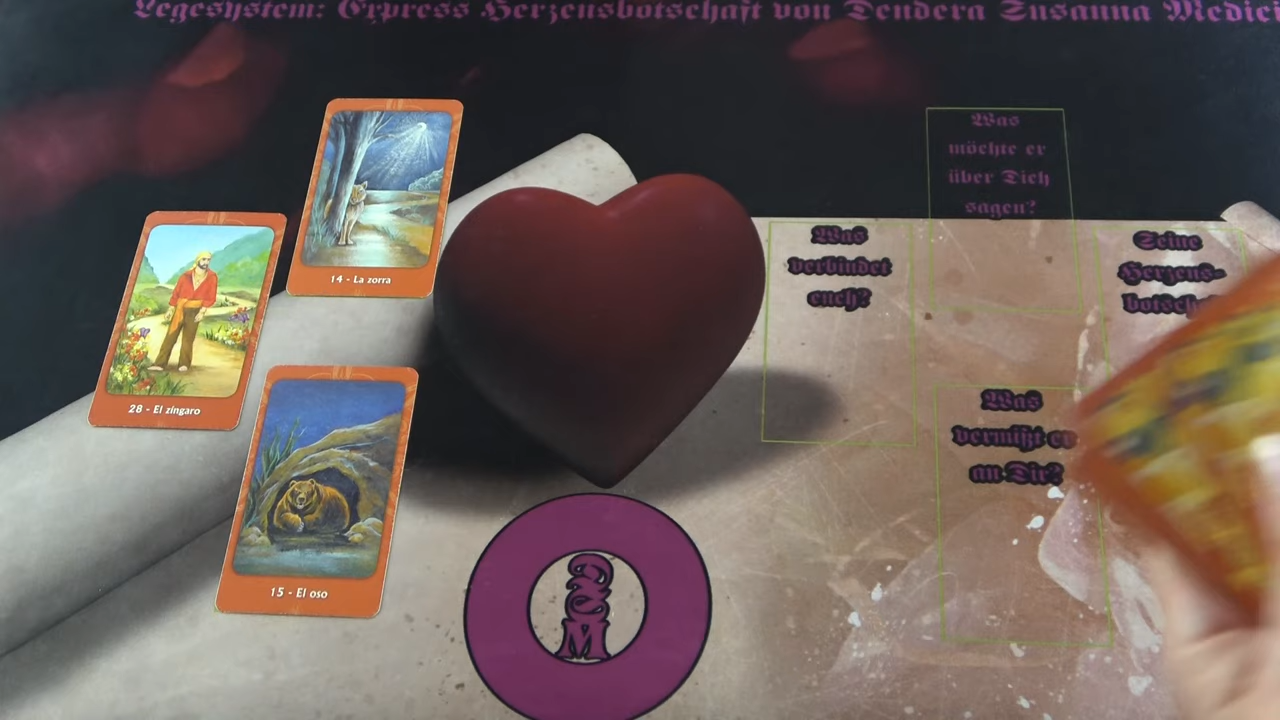 Legesystem: Express Herzensbotschaft von Dendera Susanna Medici
14 - La zorra
28 - El zíngaro
15 - El oso
Was
möchte er
über Dich
sagen?
Was
verbindet
euch?
Seine
Herzens-
Was
vermißt er
an Dir?
DSM